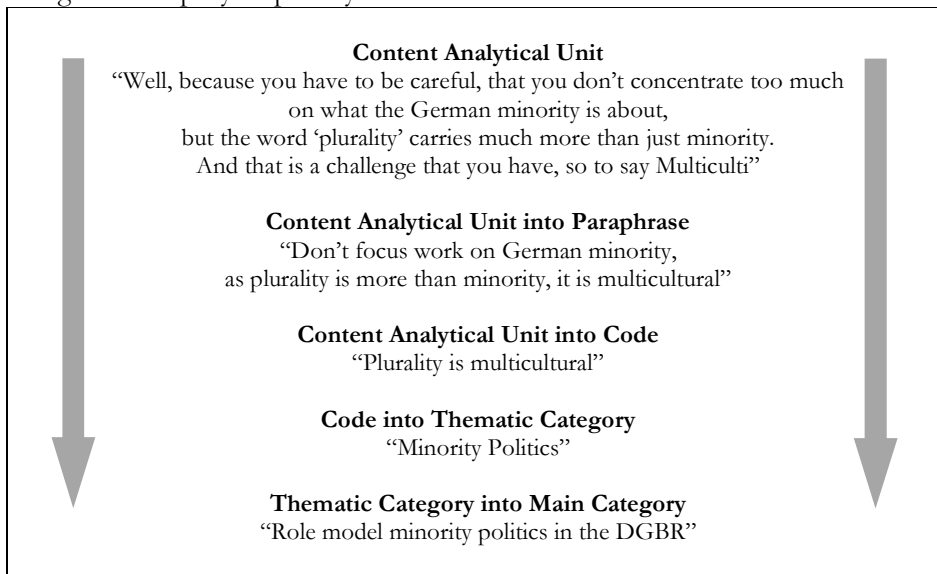 Content Analytical Unit
“Well, because you have to be careful, that you don’t concentrate too much
on what the German minority is about,
but the word ‘plurality’ carries much more than just minority.
And that is a challenge that you have, so to say Multiculti”
Content Analytical Unit into Paraphrase
“Don’t focus work on German minority,
as plurality is more than minority, it is multicultural”
Content Analytical Unit into Code
“Plurality is multicultural”
Code into Thematic Category
“Minority Politics”
Thematic Category into Main Category
“Role model minority politics in the DGBR”